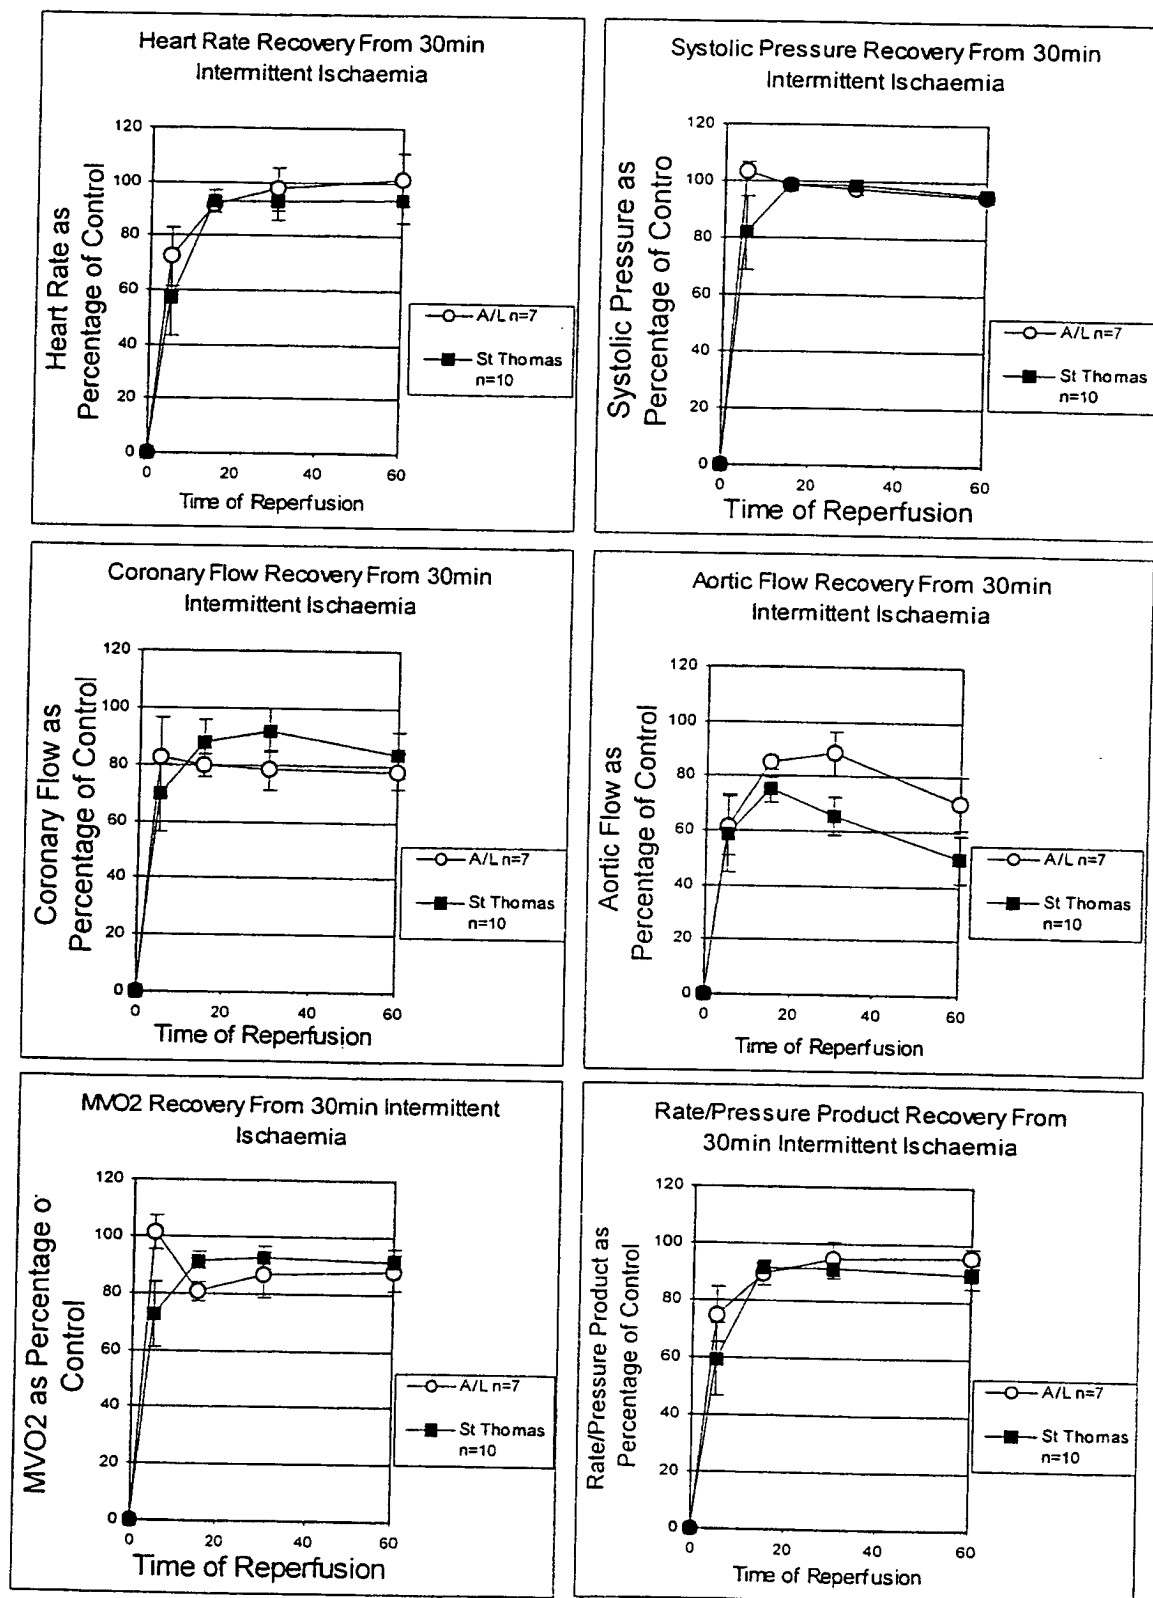 Heart Rate Recovery From 30min
Intermittent Ischaemia
Heart Rate as
Percentage of Control
120
100
80
60
40
20
0
0 20 40 60
Time of Reperfusion
A/L n=7
St Thomas
n=10
Systolic Pressure Recovery From 30min
Intermittent Ischaemia
Systolic Pressure as
Percentage of Contro
120
100
80
60
40
20
0
0 20 40 60
Time of Reperfusion
A/L n=7
St Thomas
n=10
Coronary Flow Recovery From 30min
Intermittent Ischaemia
Coronary Flow as
Percentage of Control
120
100
80
60
40
20
0
0 20 40 60
Time of Reperfusion
A/L n=7
St Thomas
n=10
Aortic Flow Recovery From 30min
Intermittent Ischaemia
Aortic Flow as
Percentage of Control
120
100
80
60
40
20
0
0 20 40 60
Time of Reperfusion
A/L n=7
St Thomas
n=10
MVO2 Recovery From 30min Intermittent
Ischaemia
MVO2 as Percentage o
Control
120
100
80
60
40
20
0
0 20 40 60
Time of Reperfusion
A/L n=7
St Thomas
n=10
Rate/Pressure Product Recovery From
30min Intermittent Ischaemia
Rate/Pressure Product as
Percentage of Control
120
100
80
60
40
20
0
0 20 40 60
Time of Reperfusion
A/L n=7
St Thomas
n=10